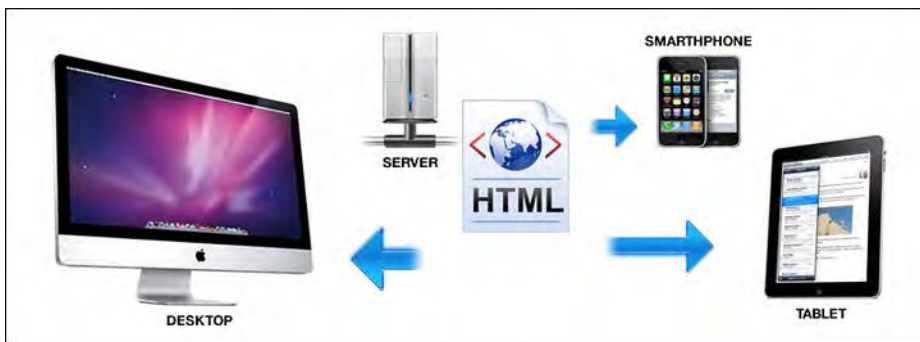 SMARTHPHONE
SERVER
< >
HTML
DESKTOP
TABLET